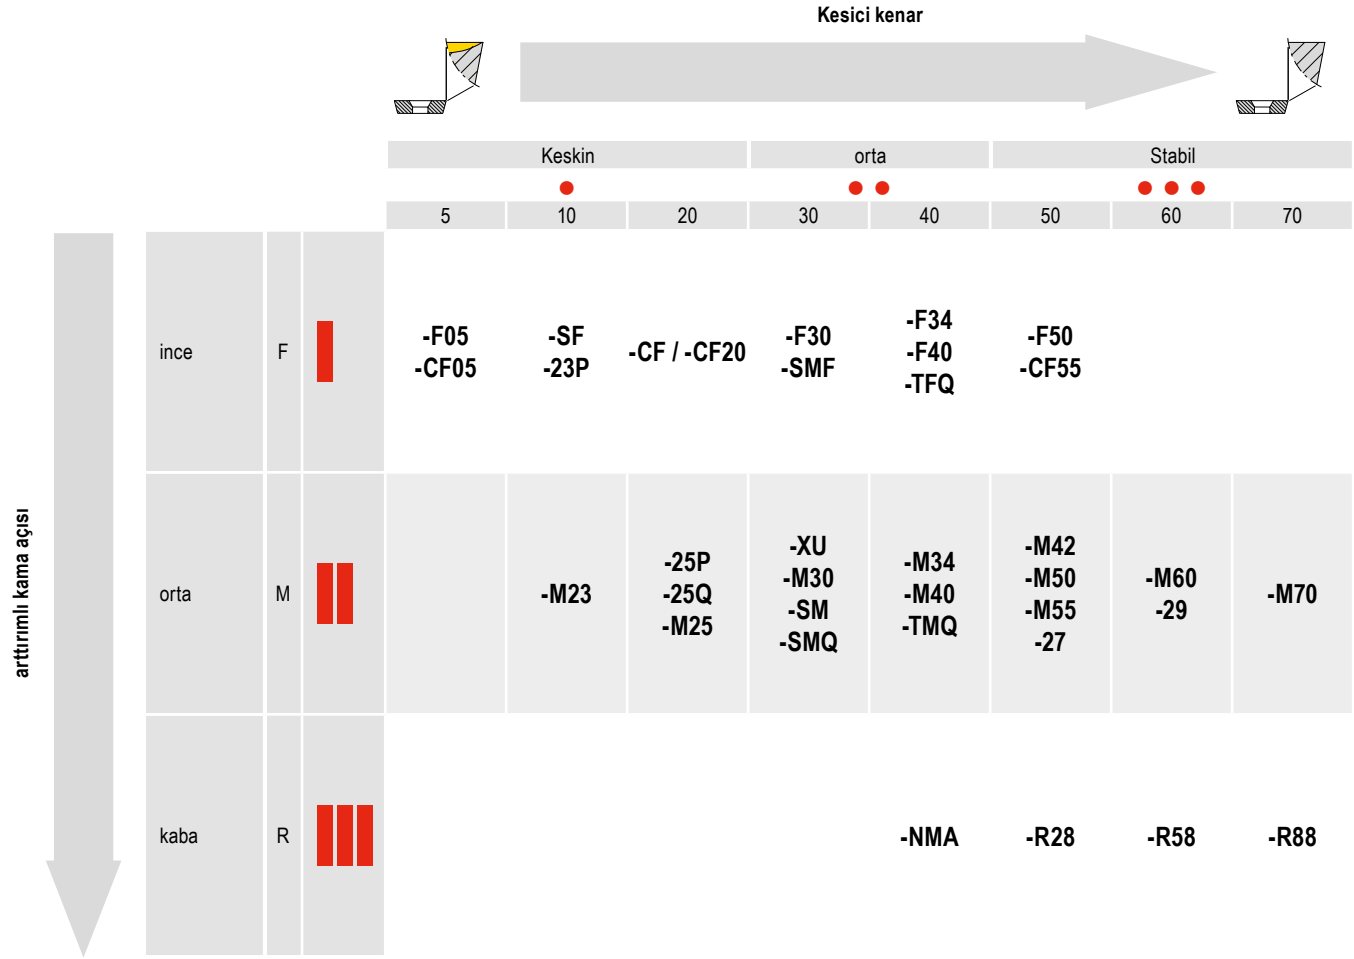 Kesici kenar
Keskin orta Stabil
5 10 20 30 40 50 60 70
arttırımlı kama açısı
ince F
-F05
-CF05
-SF
-23P
-CF / -CF20
-F30
-SMF
-F34
-F40
-TFQ
-F50
-CF55
orta M
-M23
-25P
-25Q
-M25
-XU
-M30
-SM
-SMQ
-M34
-M40
-TMQ
-M42
-M50
-M55
-27
-M60
-29
-M70
kaba R
-NMA
-R28
-R58
-R88